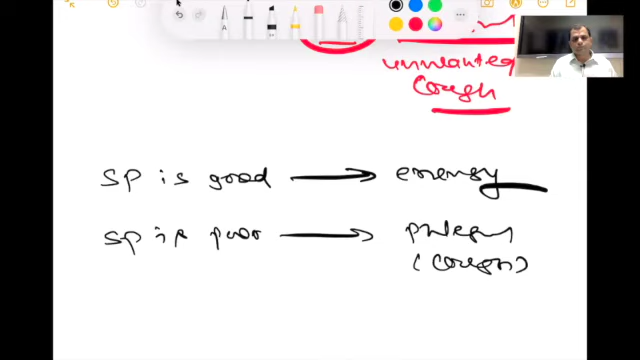 unwanted
Cough
SP is good → energy
SP is poor → phlegm
(Cough)